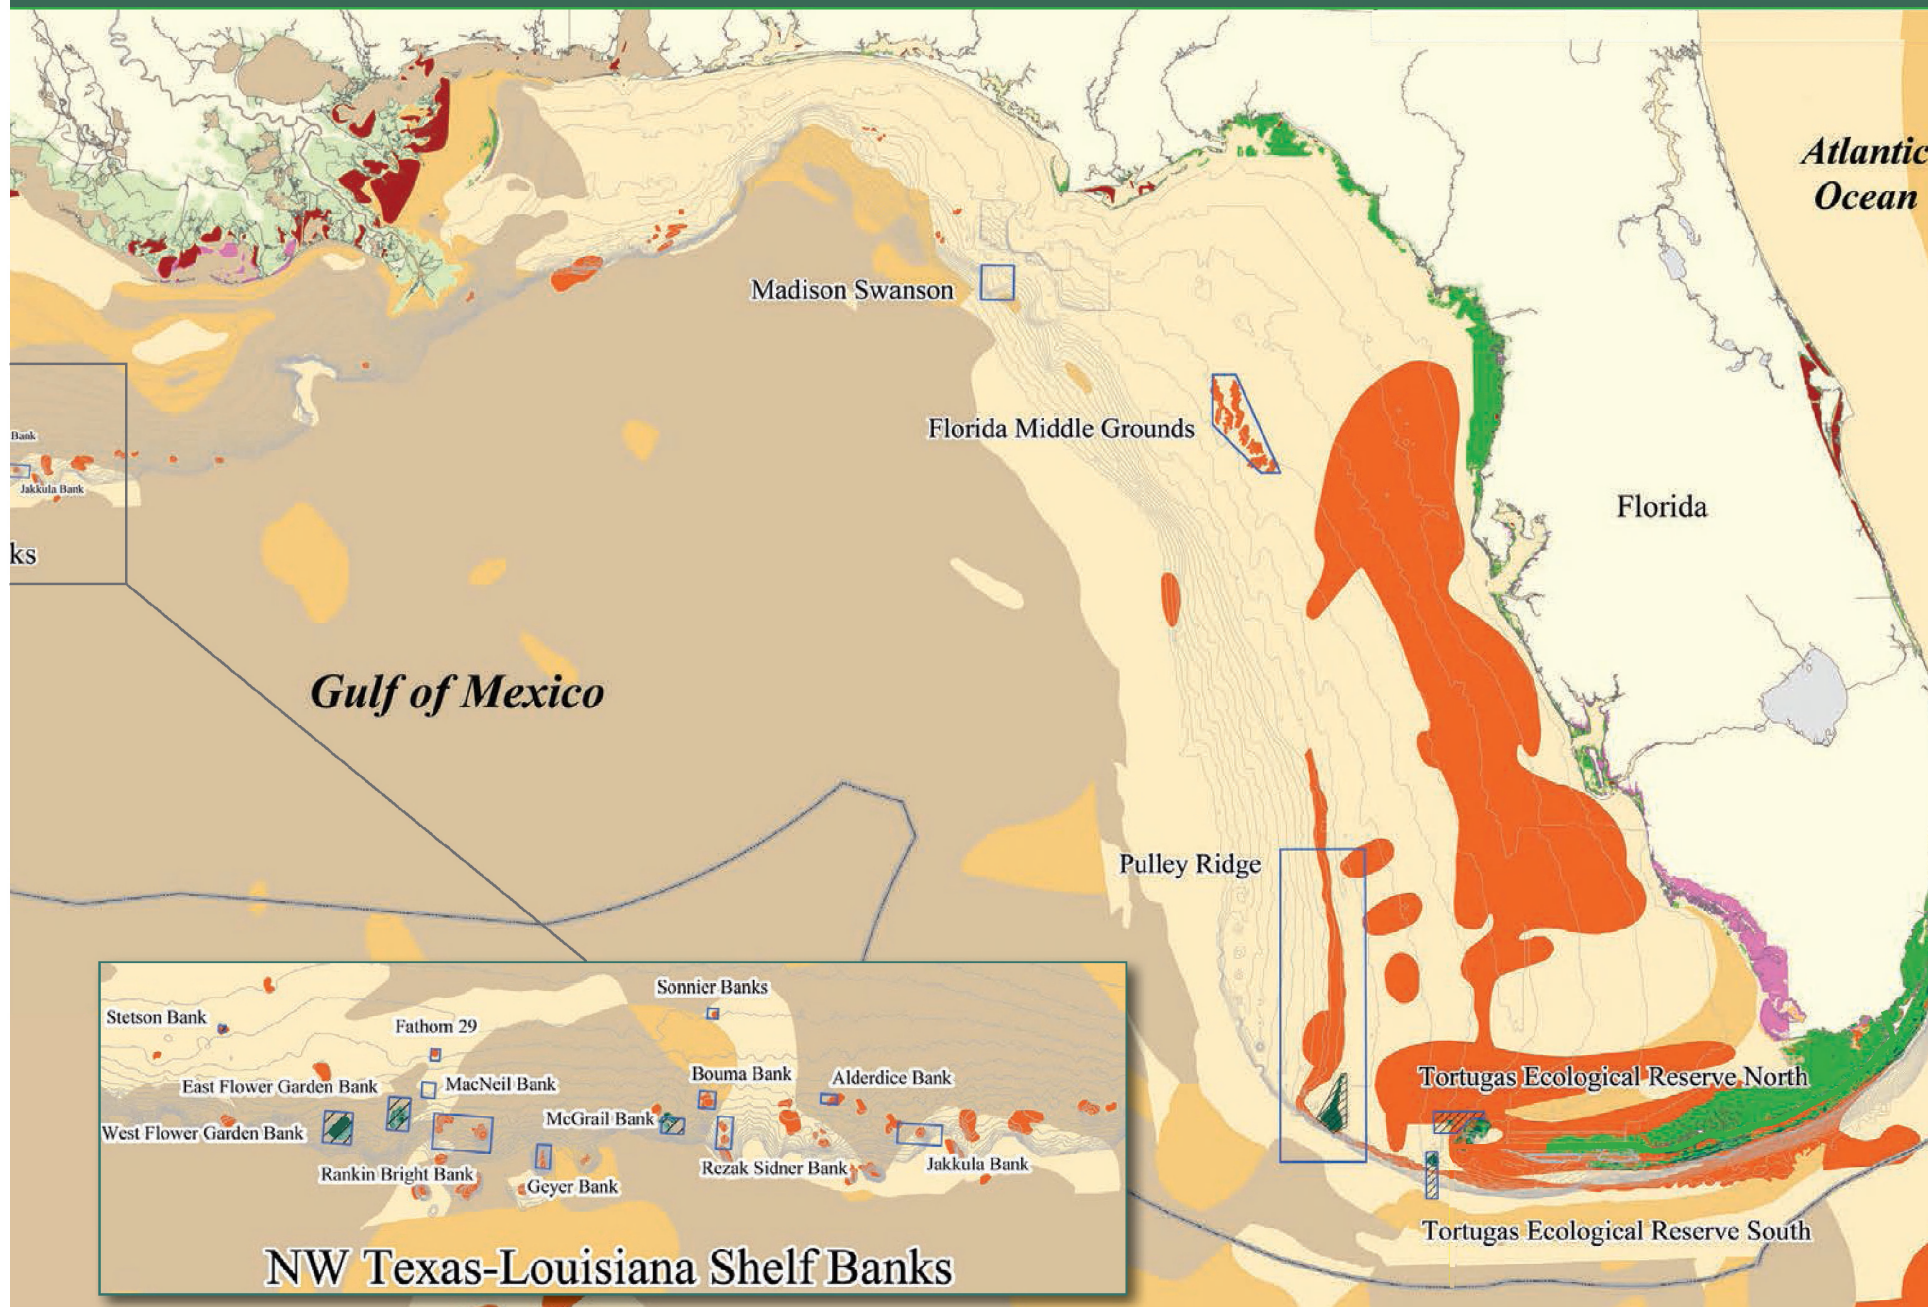 Atlantic
Ocean
Madison Swanson
Florida Middle Grounds
Bank
Jakkula Bank
Florida
ks
Gulf of Mexico
Pulley Ridge
Sonnier Banks
Stetson Bank
Fathom 29
East Flower Garden Bank
MacNeil Bank
Bouma Bank
Alderdice Bank
West Flower Garden Bank
McGrail Bank
Rankin Bright Bank
Geyer Bank
Rezak Sidner Bank
Jakkula Bank
Tortugas Ecological Reserve North
Tortugas Ecological Reserve South
NW Texas-Louisiana Shelf Banks